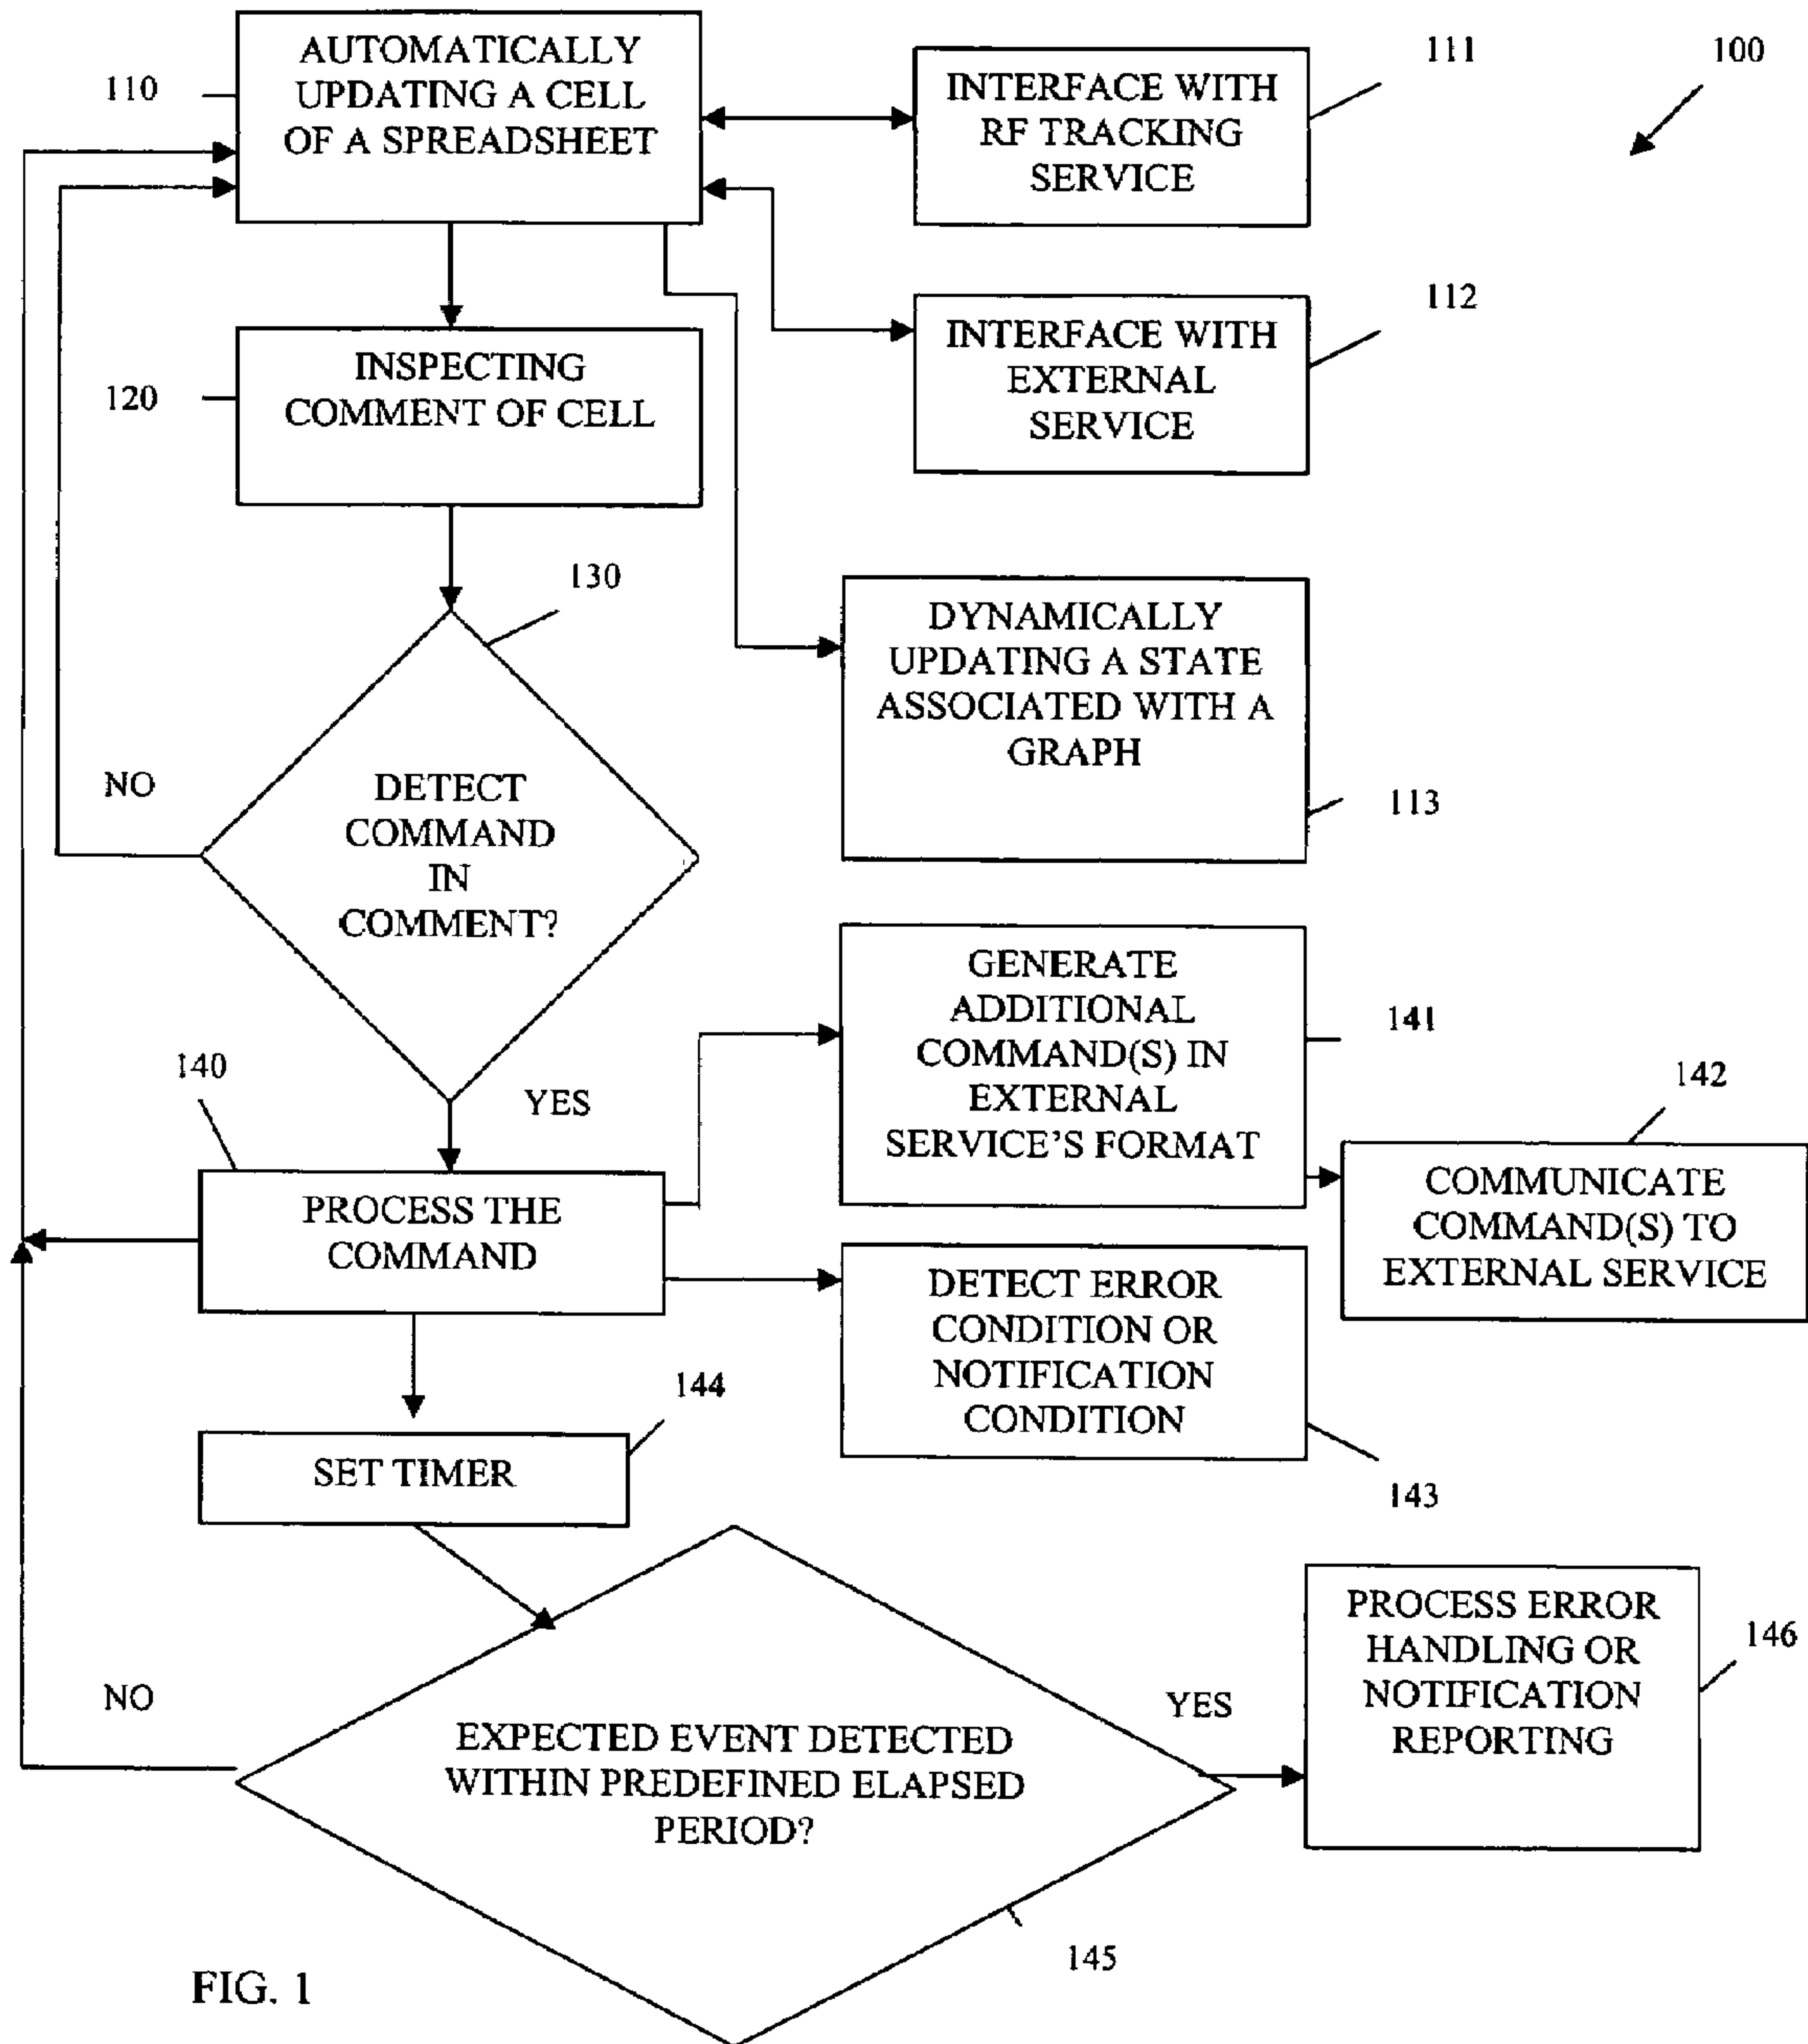 AUTOMATICALLY
UPDATING A CELL
OF A SPREADSHEET
110
INTERFACE WITH
RF TRACKING
SERVICE
111
100
INSPECTING
COMMENT OF CELL
120
INTERFACE WITH
EXTERNAL
SERVICE
112
130
DETECT
COMMAND
IN
COMMENT?
NO
YES
DYNAMICALLY
UPDATING A STATE
ASSOCIATED WITH A
GRAPH
113
GENERATE
ADDITIONAL
COMMAND(S) IN
EXTERNAL
SERVICE'S FORMAT
141
142
COMMUNICATE
COMMAND(S) TO
EXTERNAL SERVICE
140
PROCESS THE
COMMAND
DETECT ERROR
CONDITION OR
NOTIFICATION
CONDITION
143
144
SET TIMER
NO
EXPECTED EVENT DETECTED
WITHIN PREDEFINED ELAPSED
PERIOD?
YES
145
PROCESS ERROR
HANDLING OR
NOTIFICATION
REPORTING
146
FIG. 1